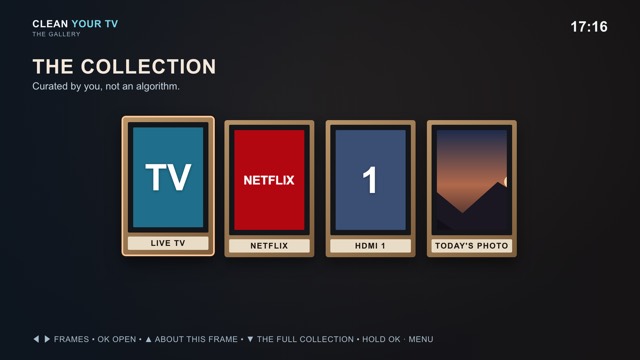 CLEAN YOUR TV
THE GALLERY
17:16
THE COLLECTION
Curated by you, not an algorithm.
TV
NETFLIX
1
LIVE TV
NETFLIX
HDMI 1
TODAY'S PHOTO
◀ ▶ FRAMES • OK OPEN • ▲ ABOUT THIS FRAME • ▼ THE FULL COLLECTION • HOLD OK · MENU